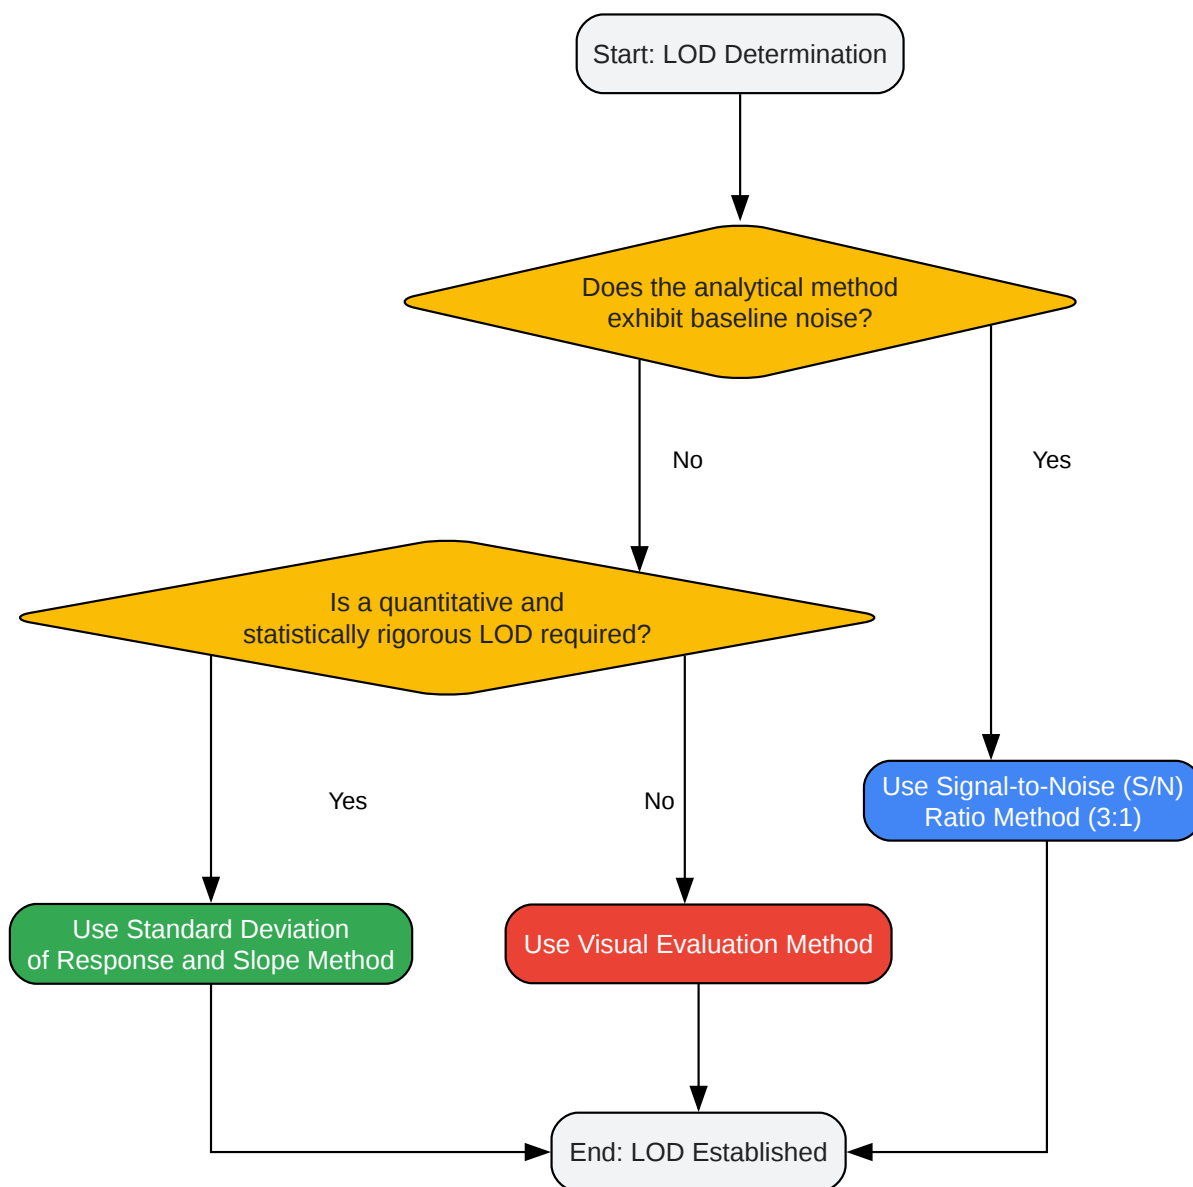 Start: LOD Determination
Does the analytical method
exhibit baseline noise?
No
Yes
Is a quantitative and
statistically rigorous LOD required?
Yes
No
Use Signal-to-Noise (S/N)
Ratio Method (3:1)
Use Standard Deviation
of Response and Slope Method
Use Visual Evaluation Method
End: LOD Established